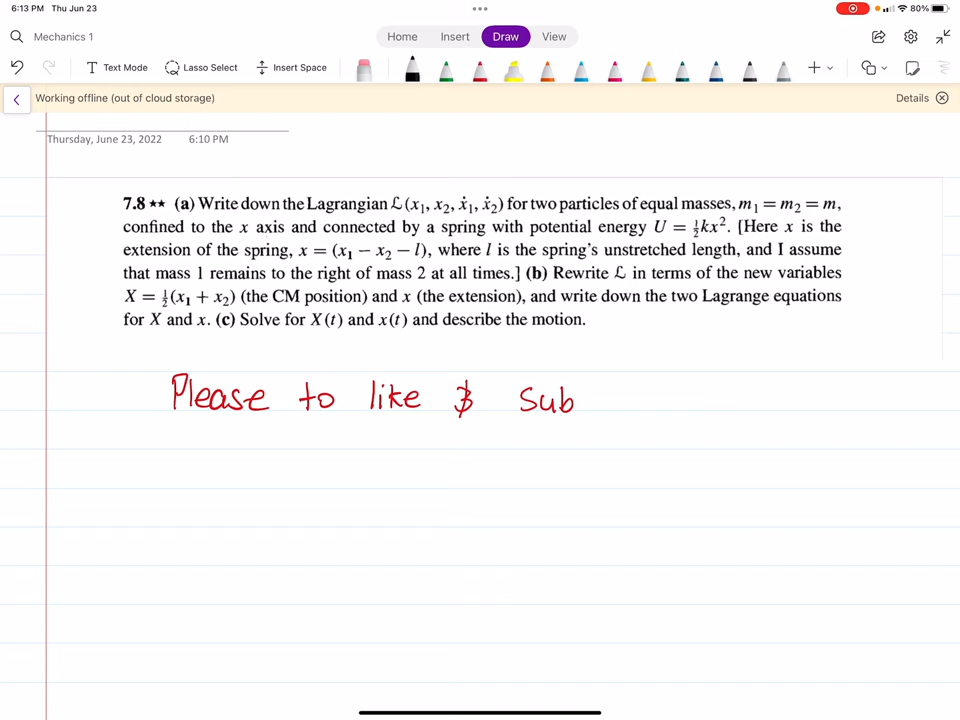 6:13 PM Thu Jun 23
80%
Mechanics 1
Home Insert Draw View
Text Mode Lasso Select Insert Space
Working offline (out of cloud storage) Details
Thursday, June 23, 2022 6:10 PM
7.8 ★★ (a) Write down the Lagrangian ℒ(x₁, x₂, ẋ₁, ẋ₂) for two particles of equal masses, m₁ = m₂ = m,
confined to the x axis and connected by a spring with potential energy U = ½kx². [Here x is the
extension of the spring, x = (x₁ − x₂ − l), where l is the spring's unstretched length, and I assume
that mass 1 remains to the right of mass 2 at all times.] (b) Rewrite ℒ in terms of the new variables
X = ½(x₁ + x₂) (the CM position) and x (the extension), and write down the two Lagrange equations
for X and x. (c) Solve for X(t) and x(t) and describe the motion.
Please to like & Sub